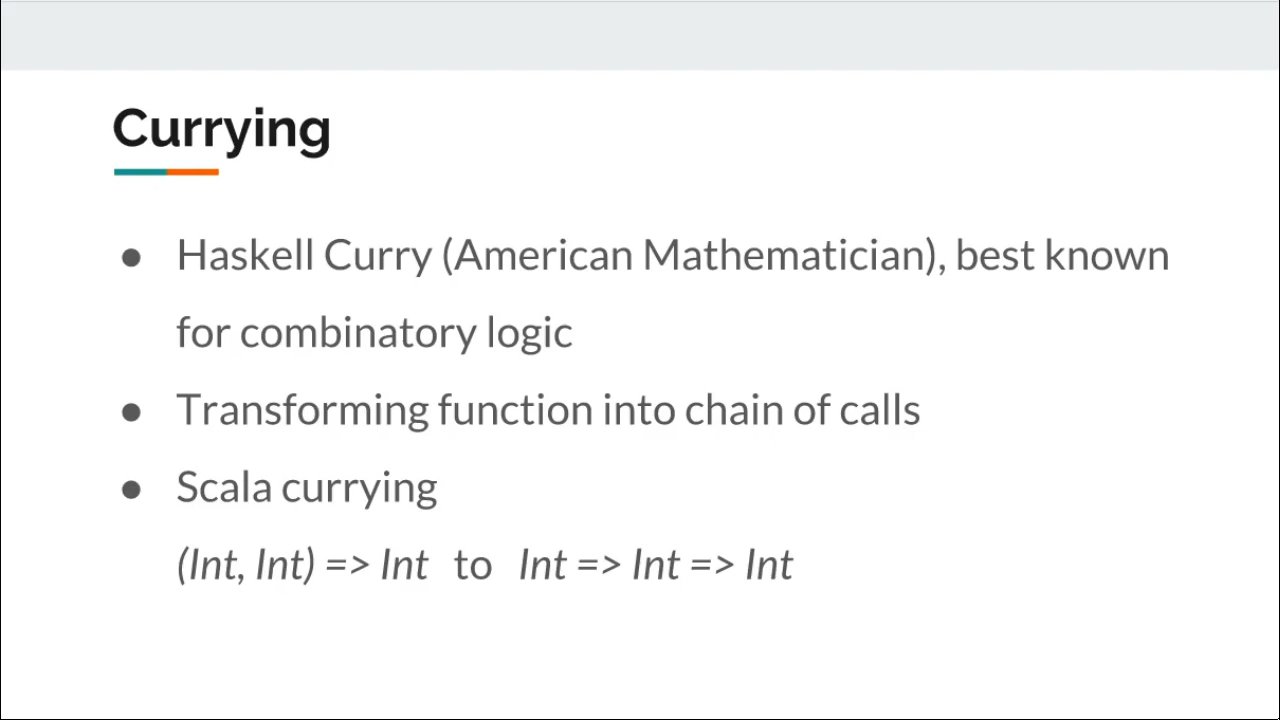 Currying
● Haskell Curry (American Mathematician), best known
for combinatory logic
● Transforming function into chain of calls
● Scala currying
(Int, Int) => Int to Int => Int => Int